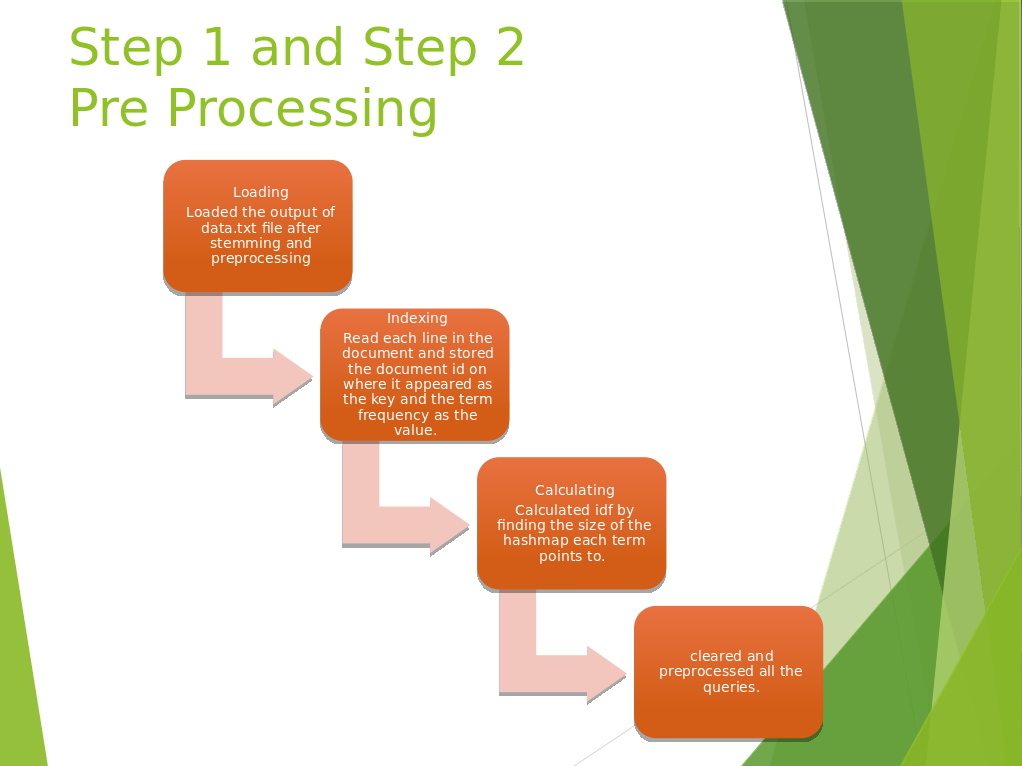 Step 1 and Step 2
Pre Processing
Loading
Loaded the output of
data.txt file after
stemming and
preprocessing
Indexing
Read each line in the
document and stored
the document id on
where it appeared as
the key and the term
frequency as the
value.
Calculating
Calculated idf by
finding the size of the
hashmap each term
points to.
cleared and
preprocessed all the
queries.